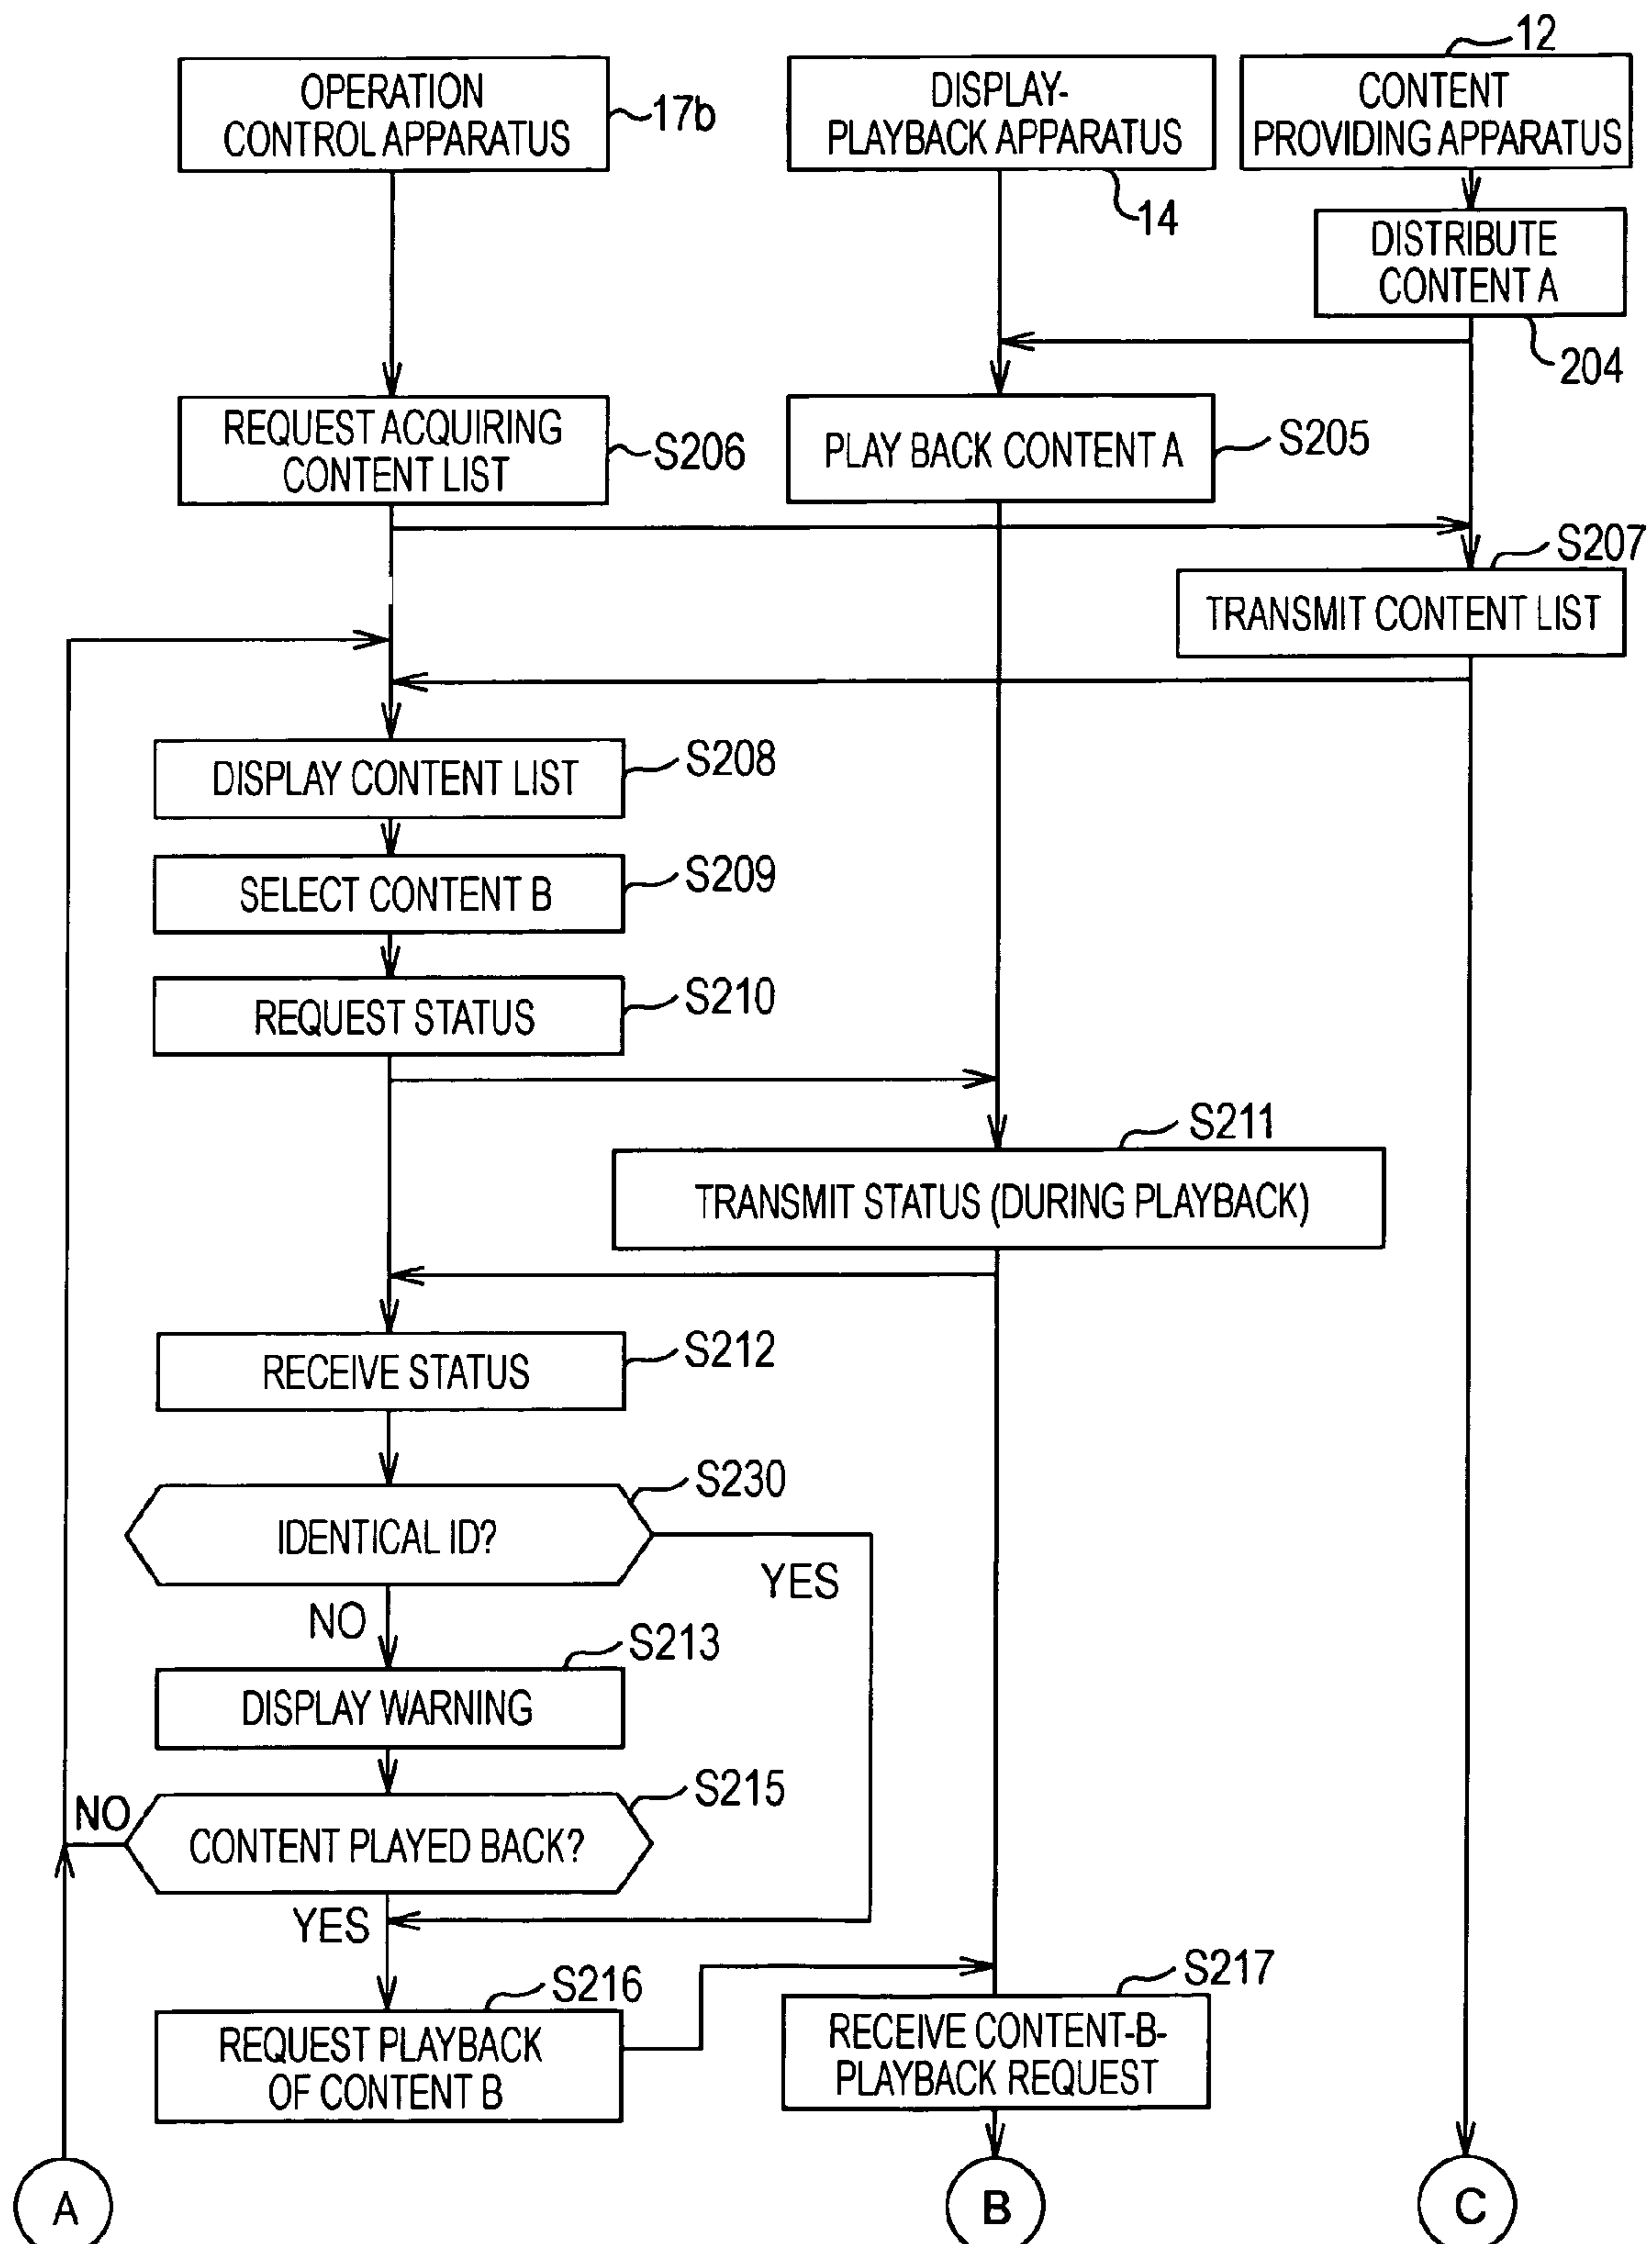 12
OPERATION
CONTROL APPARATUS
17b
DISPLAY-
PLAYBACK APPARATUS
14
CONTENT
PROVIDING APPARATUS
DISTRIBUTE
CONTENT A
204
REQUEST ACQUIRING
CONTENT LIST
S206
PLAY BACK CONTENT A
S205
S207
TRANSMIT CONTENT LIST
DISPLAY CONTENT LIST
S208
SELECT CONTENT B
S209
REQUEST STATUS
S210
S211
TRANSMIT STATUS (DURING PLAYBACK)
RECEIVE STATUS
S212
S230
IDENTICAL ID?
YES
NO
S213
DISPLAY WARNING
S215
NO
CONTENT PLAYED BACK?
YES
S216
REQUEST PLAYBACK
OF CONTENT B
S217
RECEIVE CONTENT-B-
PLAYBACK REQUEST
A
B
C